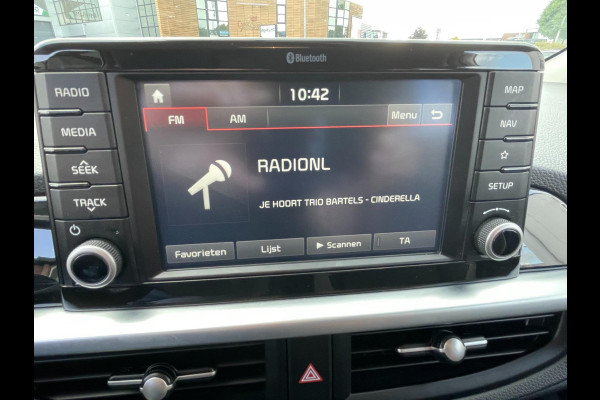 Bluetooth
RADIO
MEDIA
SEEK
TRACK
10:42
FM AM Menu
RADIONL
JE HOORT TRIO BARTELS - CINDERELLA
Favorieten Lijst Scannen TA
MAP
NAV
SETUP